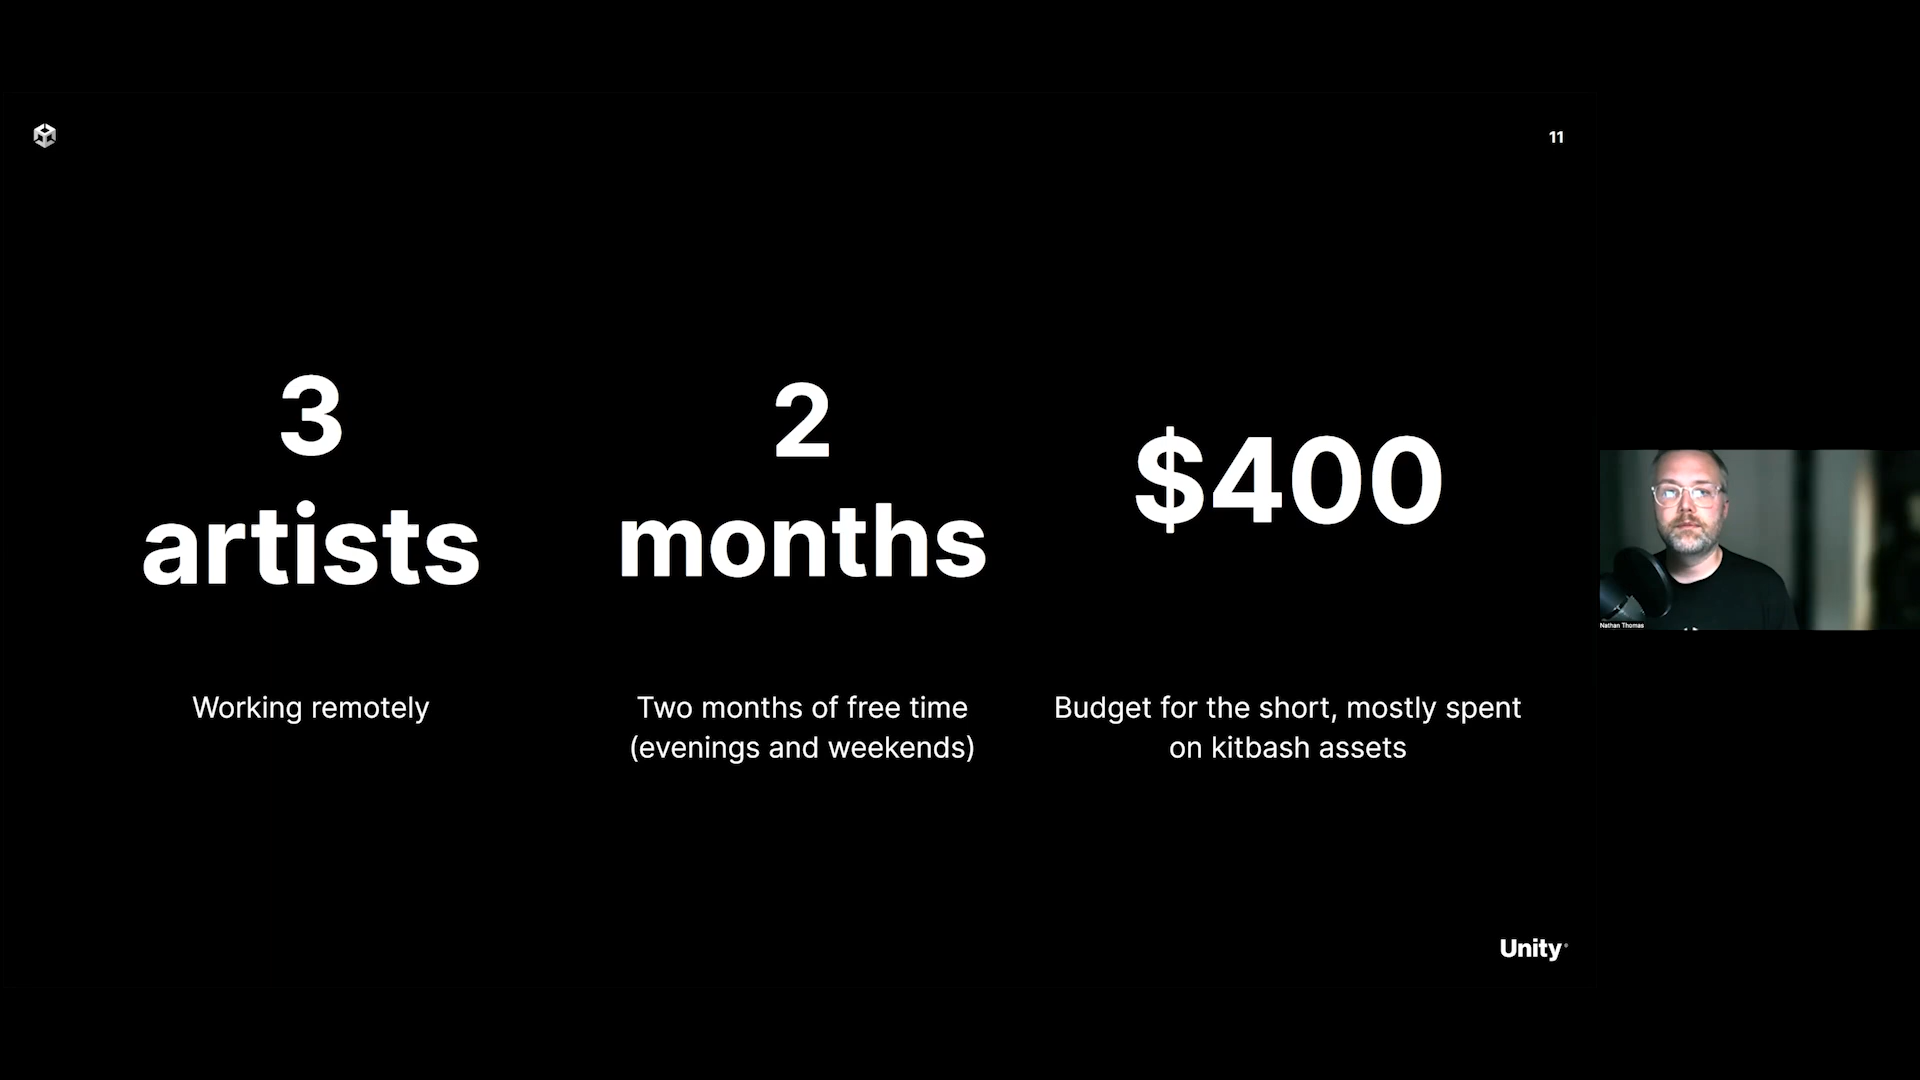 11
3
artists
Working remotely
2
months
Two months of free time
(evenings and weekends)
$400
Budget for the short, mostly spent
on kitbash assets
Nathan Thomas
Unity